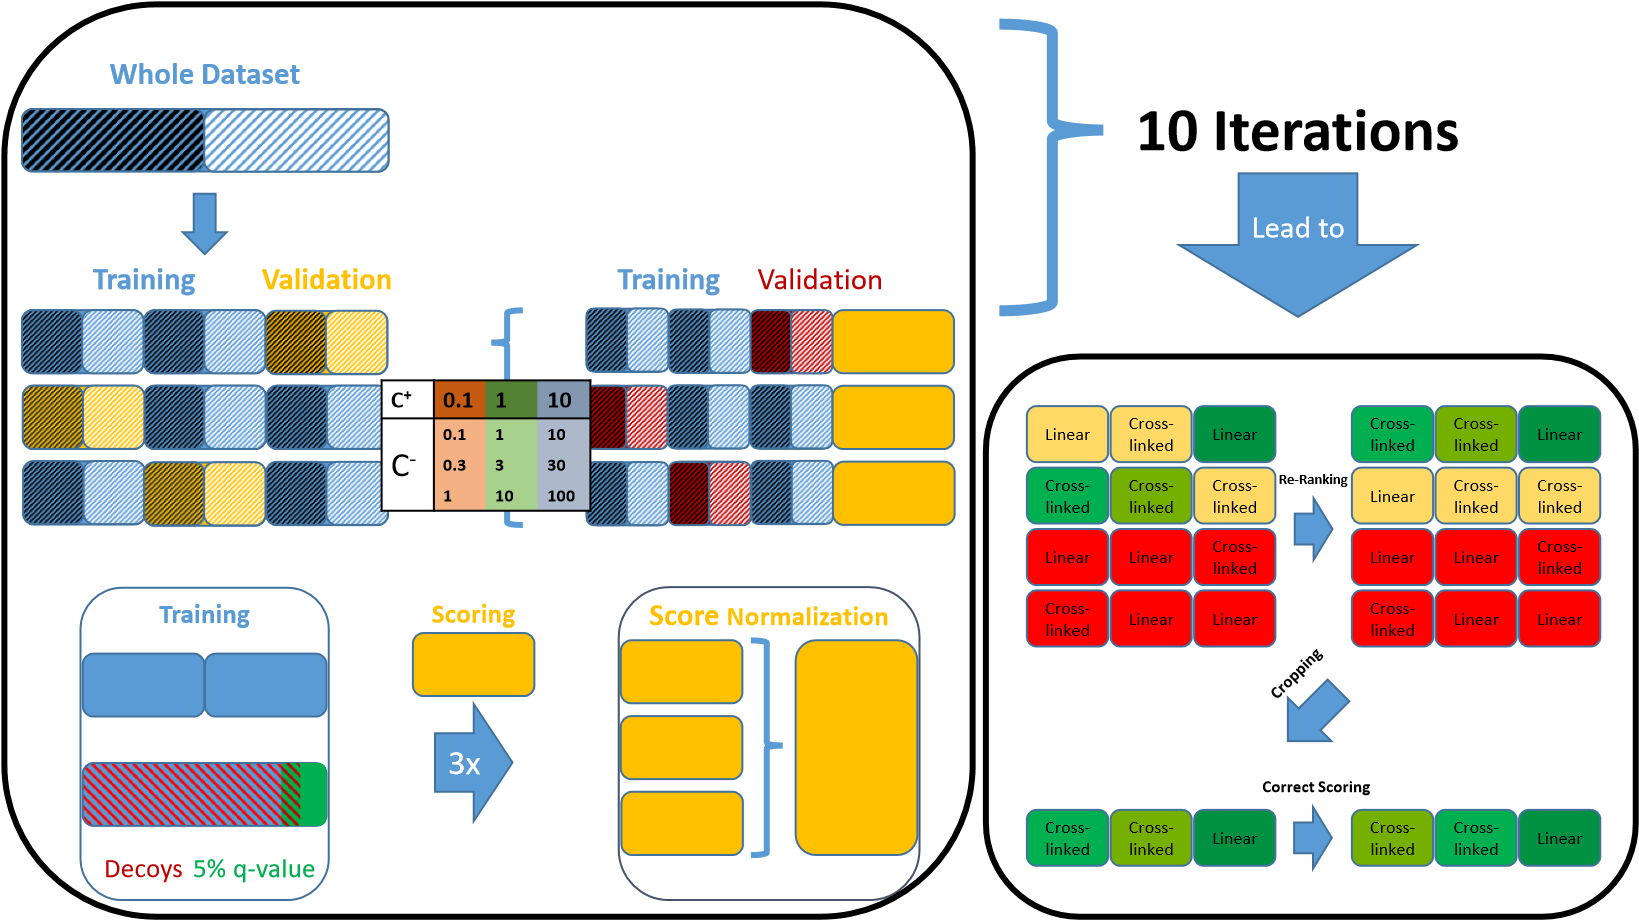 Whole Dataset
10 Iterations
Lead to
Training Validation
Training Validation
C+ 0.1 1 10
C- 0.1 1 10
0.3 3 30
1 10 100
Training
Decoys 5% q-value
Scoring
3x
Score Normalization
Linear
Cross-
linked
Linear
Cross-
linked
Cross-
linked
Cross-
linked
Linear
Linear
Cross-
linked
Cross-
linked
Linear
Linear
Re-Ranking
Cross-
linked
Cross-
linked
Linear
Linear
Cross-
linked
Cross-
linked
Linear
Linear
Cross-
linked
Cross-
linked
Linear
Linear
Cropping
Correct Scoring
Cross-
linked
Cross-
linked
Linear
Cross-
linked
Cross-
linked
Linear